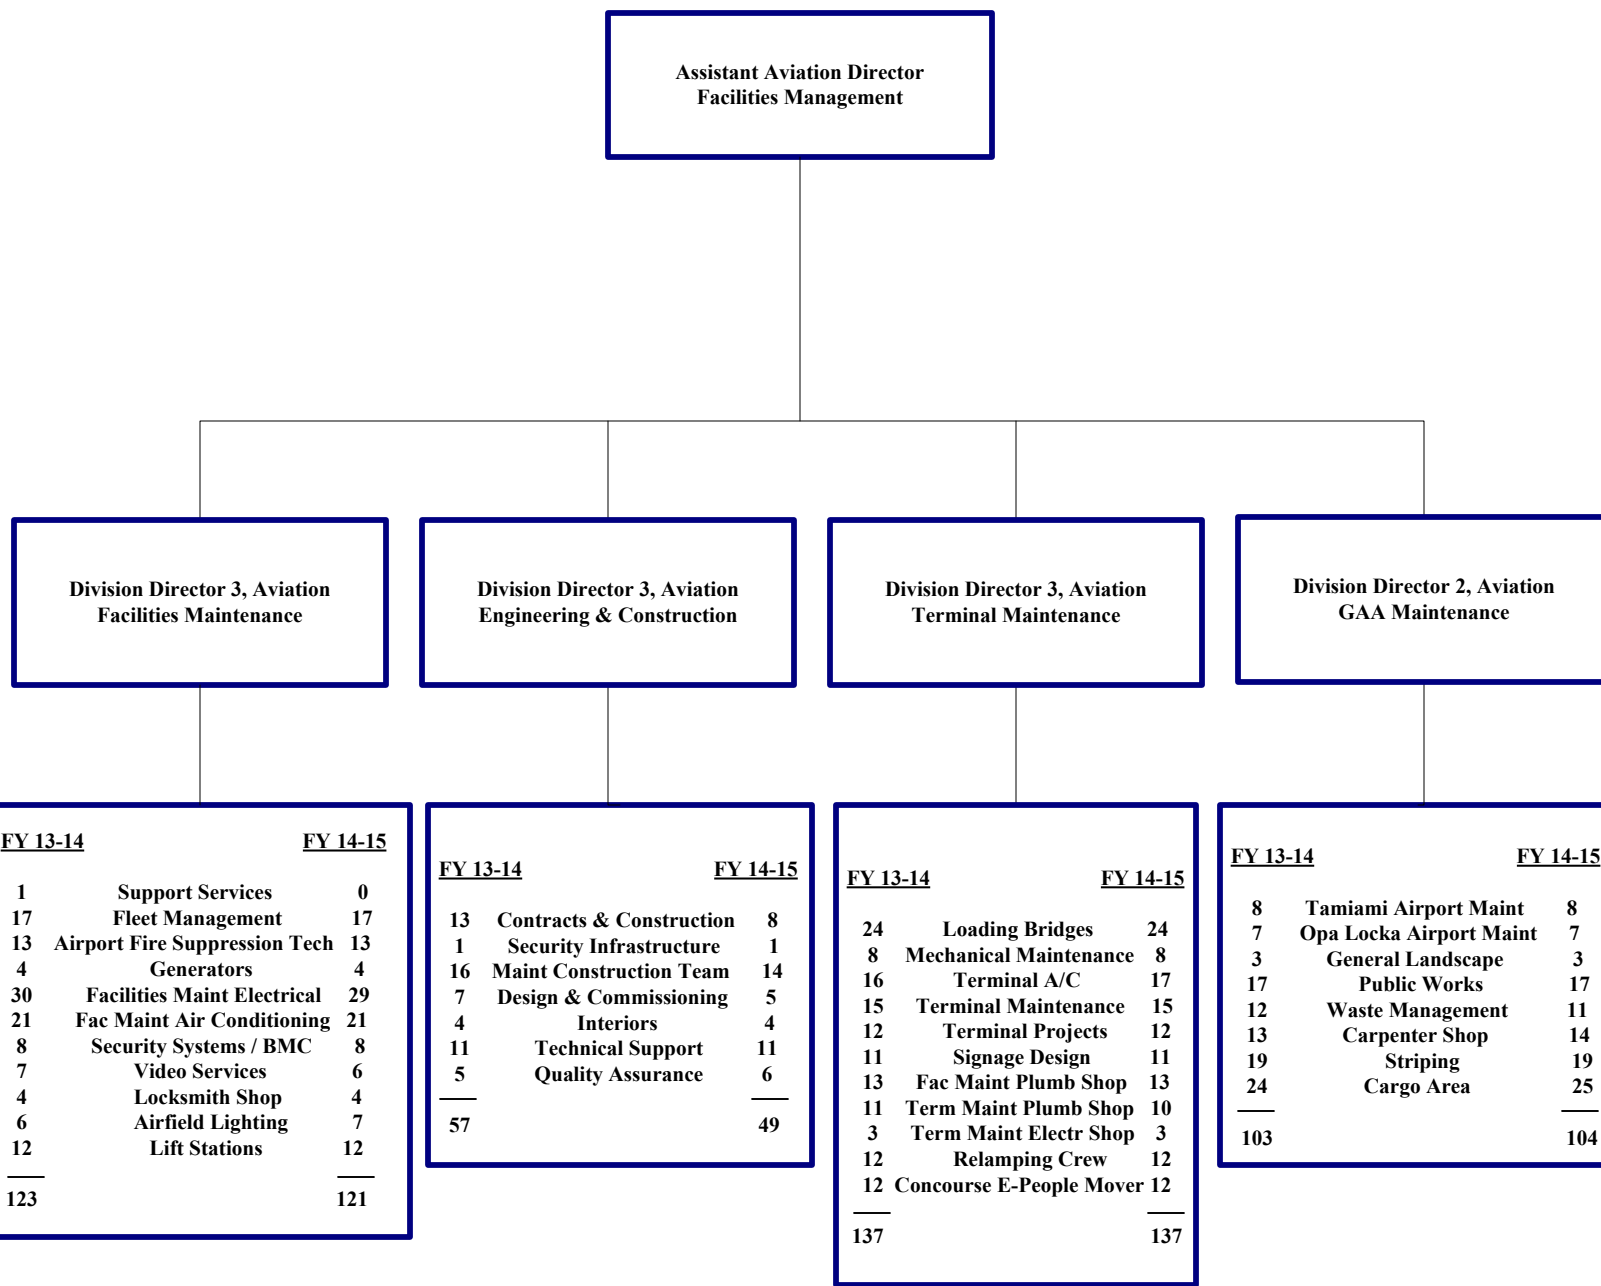 Assistant Aviation Director
Facilities Management
Division Director 3, Aviation
Facilities Maintenance
Division Director 3, Aviation
Engineering & Construction
Division Director 3, Aviation
Terminal Maintenance
Division Director 2, Aviation
GAA Maintenance
FY 13-14 FY 14-15
1 Support Services 0
17 Fleet Management 17
13 Airport Fire Suppression Tech 13
4 Generators 4
30 Facilities Maint Electrical 29
21 Fac Maint Air Conditioning 21
8 Security Systems / BMC 8
7 Video Services 6
4 Locksmith Shop 4
6 Airfield Lighting 7
12 Lift Stations 12
123 121
FY 13-14 FY 14-15
13 Contracts & Construction 8
1 Security Infrastructure 1
16 Maint Construction Team 14
7 Design & Commissioning 5
4 Interiors 4
11 Technical Support 11
5 Quality Assurance 6
57 49
FY 13-14 FY 14-15
24 Loading Bridges 24
8 Mechanical Maintenance 8
16 Terminal A/C 17
15 Terminal Maintenance 15
12 Terminal Projects 12
11 Signage Design 11
13 Fac Maint Plumb Shop 13
11 Term Maint Plumb Shop 10
3 Term Maint Electr Shop 3
12 Relamping Crew 12
12 Concourse E-People Mover 12
137 137
FY 13-14 FY 14-15
8 Tamiami Airport Maint 8
7 Opa Locka Airport Maint 7
3 General Landscape 3
17 Public Works 17
12 Waste Management 11
13 Carpenter Shop 14
19 Striping 19
24 Cargo Area 25
103 104